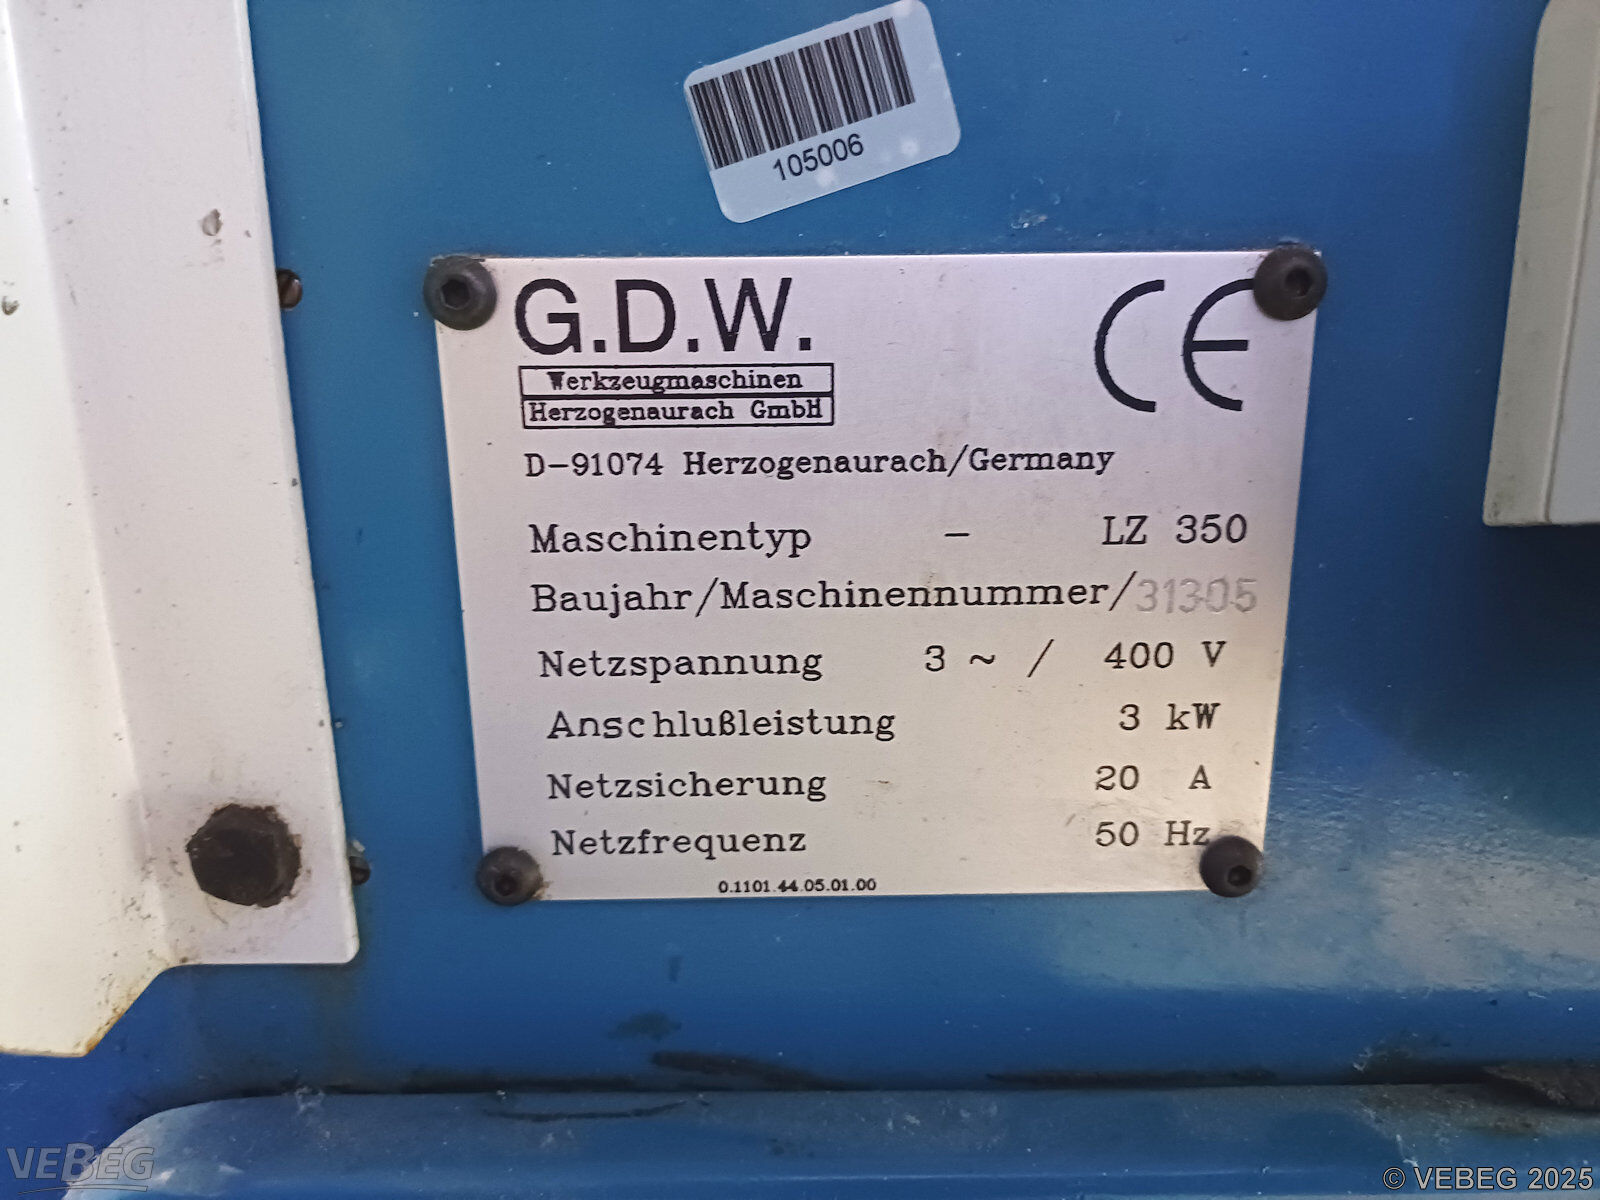 105006
G.D.W.
Werkzeugmaschinen
Herzogenaurach GmbH
D-91074 Herzogenaurach/Germany
CE
Maschinentyp - LZ 350
Baujahr/Maschinennummer/31305
Netzspannung 3 ~ / 400 V
Anschlußleistung 3 kW
Netzsicherung 20 A
Netzfrequenz 50 Hz
0.1101.44.05.01.00
VEBEG
© VEBEG 2025